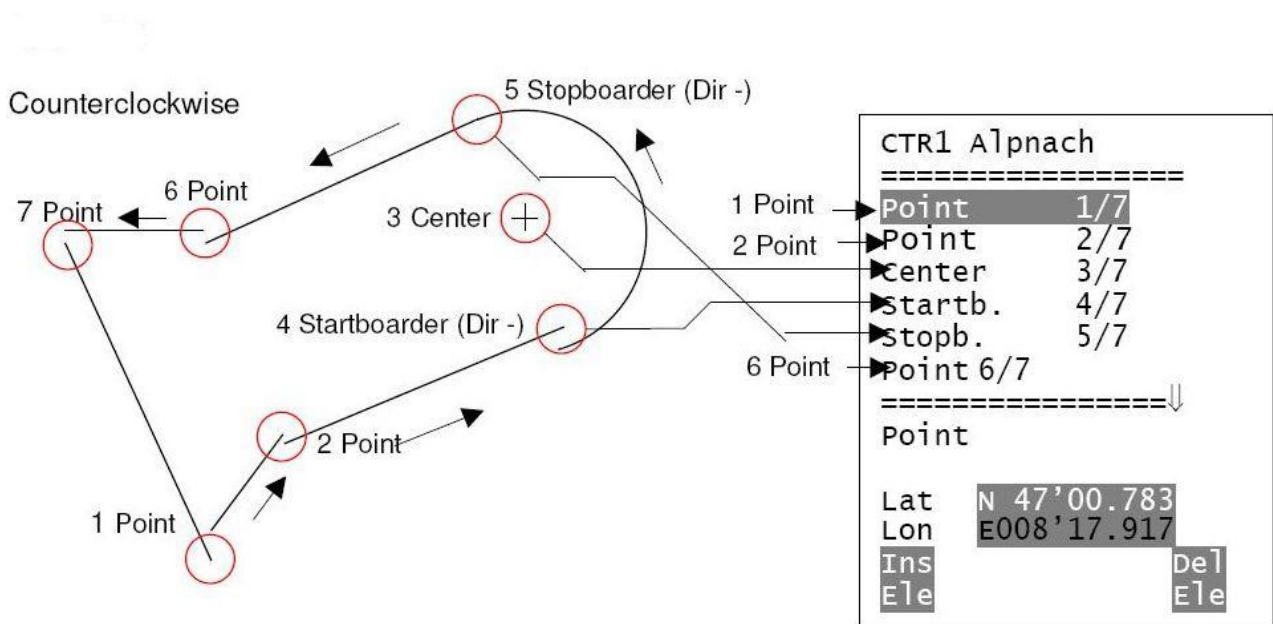 Counterclockwise
5 Stopboarder (Dir -)
6 Point
7 Point
3 Center
4 Startboarder (Dir -)
2 Point
1 Point
1 Point
2 Point
6 Point
CTR1 Alpnach
=================
Point 1/7
Point 2/7
Center 3/7
Startb. 4/7
Stopb. 5/7
Point 6/7
================⇓
Point
Lat N 47’00.783
Lon E008’17.917
Ins Del
Ele Ele